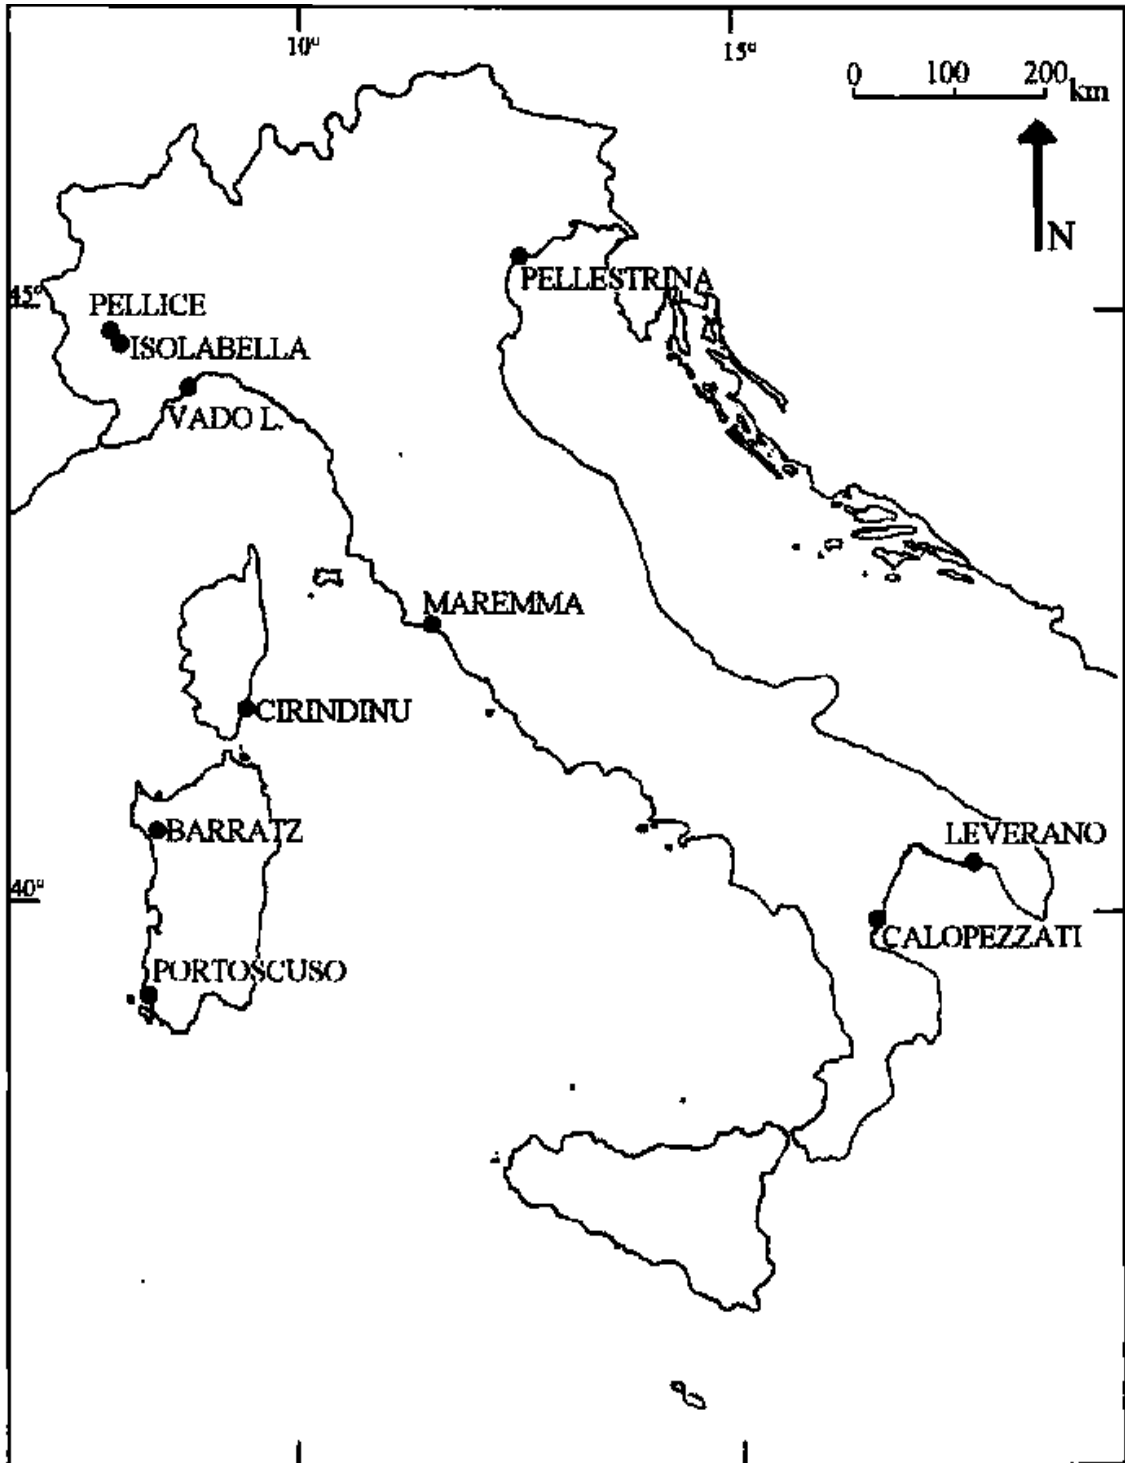 10°
15°
0 100 200 km
N
45°
PELLESTRINA
PELLICE
ISOLABELLA
VADO L.
MAREMMA
CIRINDINU
BARRATZ
LEVERANO
40°
CALOPEZZATI
PORTOSCUSO